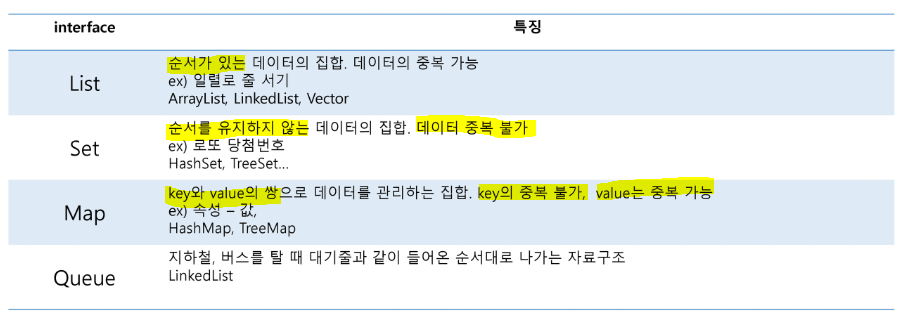 interface 특징
List
순서가 있는 데이터의 집합. 데이터의 중복 가능
ex) 일렬로 줄 서기
ArrayList, LinkedList, Vector
Set
순서를 유지하지 않는 데이터의 집합. 데이터 중복 불가
ex) 로또 당첨번호
HashSet, TreeSet...
Map
key와 value의 쌍으로 데이터를 관리하는 집합. key의 중복 불가, value는 중복 가능
ex) 속성 – 값,
HashMap, TreeMap
Queue
지하철, 버스를 탈 때 대기줄과 같이 들어온 순서대로 나가는 자료구조
LinkedList